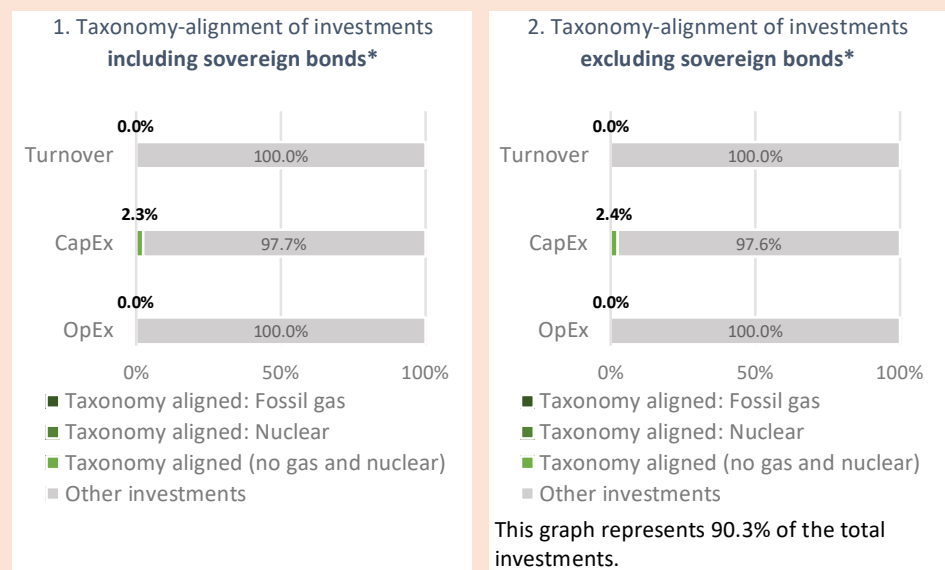 1. Taxonomy-alignment of investments
including sovereign bonds*
0.0%
Turnover
100.0%
2.3%
CapEx
97.7%
0.0%
OpEx
100.0%
0%
50%
100%
Taxonomy aligned: Fossil gas
Taxonomy aligned: Nuclear
Taxonomy aligned (no gas and nuclear)
Other investments
2. Taxonomy-alignment of investments
excluding sovereign bonds*
0.0%
Turnover
100.0%
2.4%
CapEx
97.6%
0.0%
OpEx
100.0%
0%
50%
100%
Taxonomy aligned: Fossil gas
Taxonomy aligned: Nuclear
Taxonomy aligned (no gas and nuclear)
Other investments
This graph represents 90.3% of the total
investments.